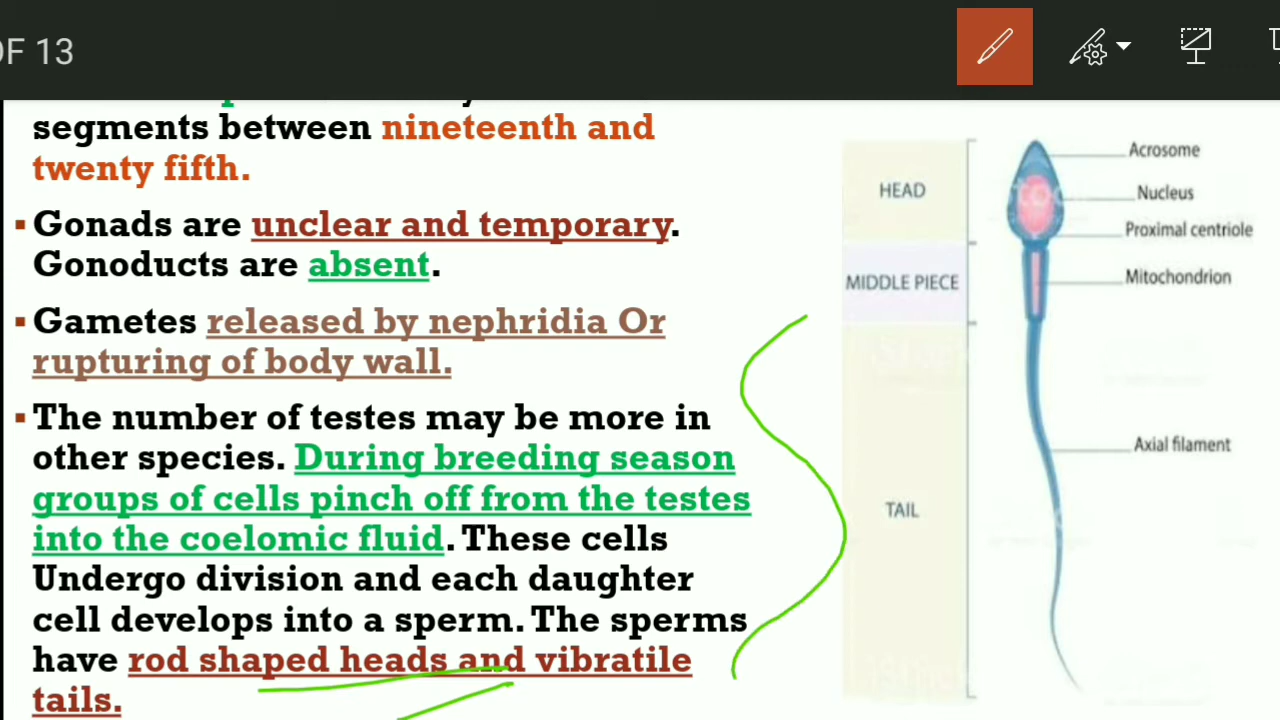 OF 13
segments between nineteenth and
twenty fifth.
▪Gonads are unclear and temporary.
Gonoducts are absent.
▪Gametes released by nephridia Or
rupturing of body wall.
▪The number of testes may be more in
other species. During breeding season
groups of cells pinch off from the testes
into the coelomic fluid. These cells
Undergo division and each daughter
cell develops into a sperm. The sperms
have rod shaped heads and vibratile
tails.
HEAD
MIDDLE PIECE
TAIL
Acrosome
Nucleus
Proximal centriole
Mitochondrion
Axial filament